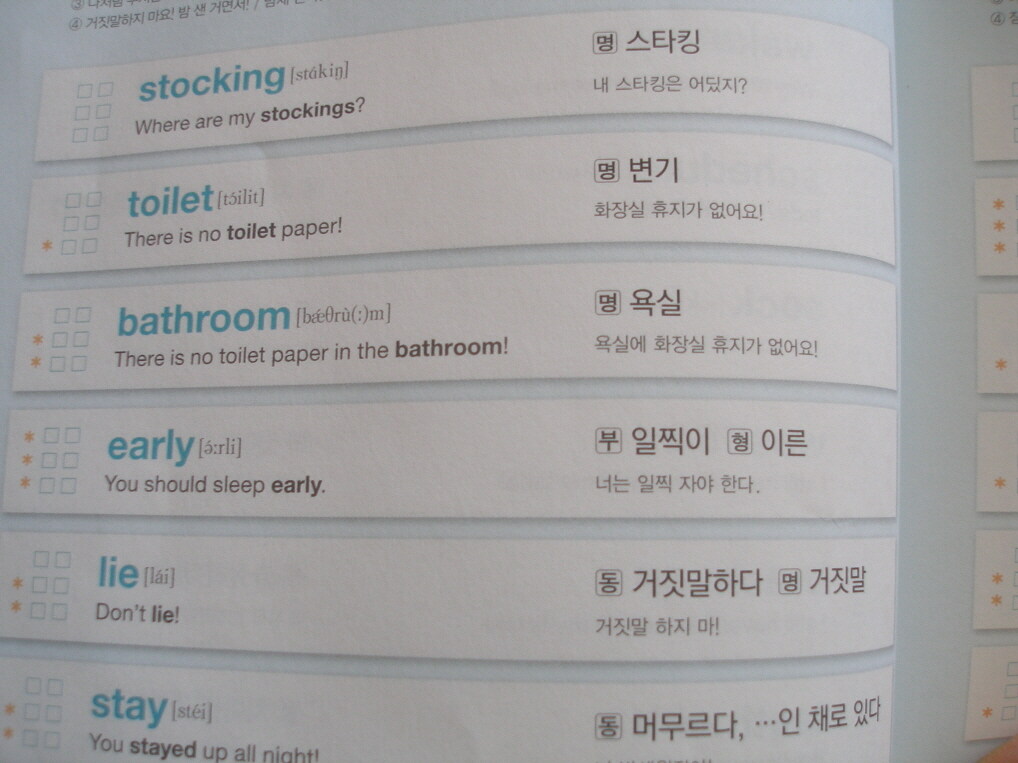 ④ 거짓말하지 마요! 밤 샌 거면서!
stocking [stákiŋ] 명 스타킹
Where are my stockings? 내 스타킹은 어딨지?
toilet [tɔ́ilit] 명 변기
There is no toilet paper! 화장실 휴지가 없어요!
bathroom [bǽθrù(:)m] 명 욕실
There is no toilet paper in the bathroom! 욕실에 화장실 휴지가 없어요!
early [ə́:rli] 부 일찍이 형 이른
You should sleep early. 너는 일찍 자야 한다.
lie [lái] 동 거짓말하다 명 거짓말
Don't lie! 거짓말 하지 마!
stay [stéi] 동 머무르다, …인 채로 있다
You stayed up all night!